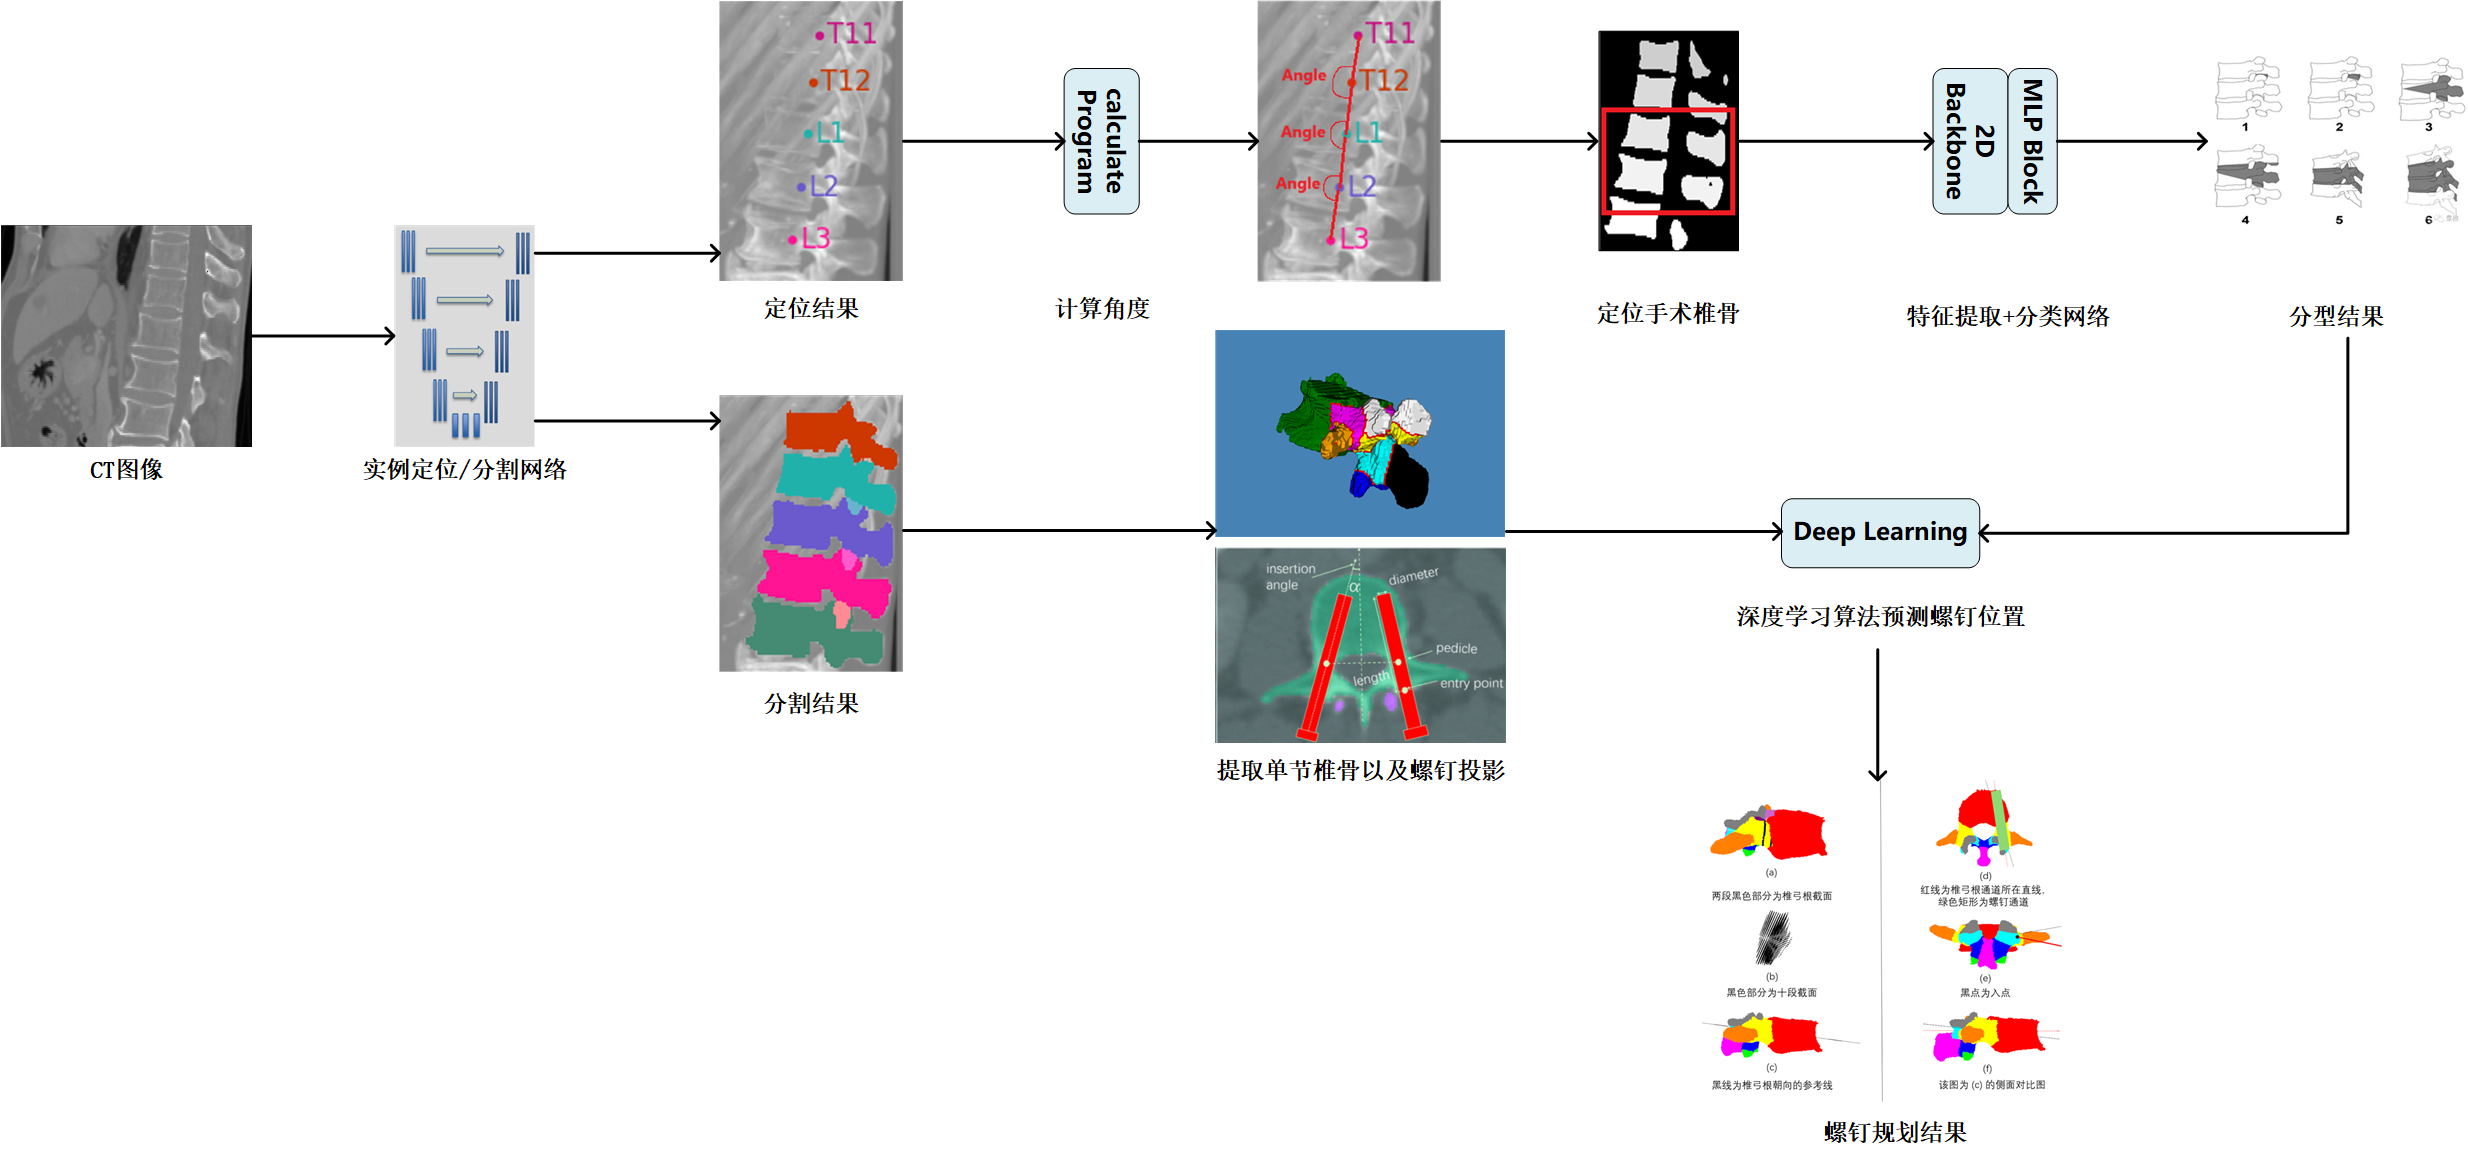 T11
T12
L1
L2
L3
定位结果
calculate
Program
计算角度
T11
Angle
T12
Angle
L1
Angle
L2
L3
定位手术椎骨
2D
Backbone
MLP Block
特征提取+分类网络
1
2
3
4
5
6
分型结果
CT图像
实例定位/分割网络
分割结果
insertion
angle
α
diameter
pedicle
length
entry point
提取单节椎骨以及螺钉投影
Deep Learning
深度学习算法预测螺钉位置
(a)
两段黑色部分为椎弓根截面
(b)
黑色部分为十段截面
(c)
黑线为椎弓根朝向的参考线
(d)
红线为椎弓根通道所在直线,
绿色矩形为螺钉通道
(e)
黑点为入点
(f)
该图为 (c) 的侧面对比图
螺钉规划结果